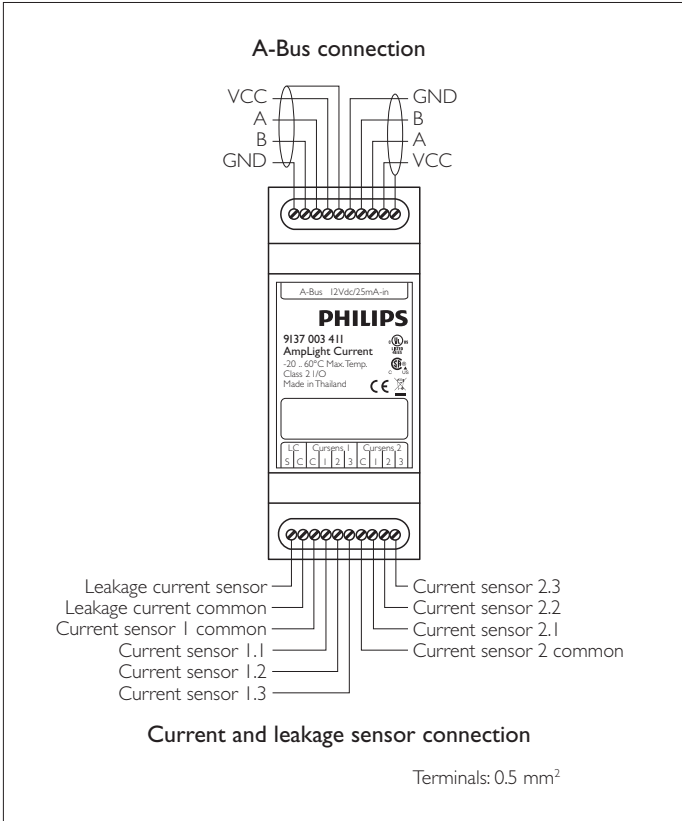 A-Bus connection
VCC
A
B
GND
GND
B
A
VCC
A-Bus 12Vdc/25mA-in
PHILIPS
9137 003 411
AmpLight Current
-20 .. 60°C Max. Temp.
Class 2 I/O
Made in Thailand
C UL US
LISTED
CE
LC Cursens 1 Cursens 2
S C C 1 2 3 C 1 2 3
Leakage current sensor
Leakage current common
Current sensor 1 common
Current sensor 1.1
Current sensor 1.2
Current sensor 1.3
Current sensor 2.3
Current sensor 2.2
Current sensor 2.1
Current sensor 2 common
Current and leakage sensor connection
Terminals: 0.5 mm²